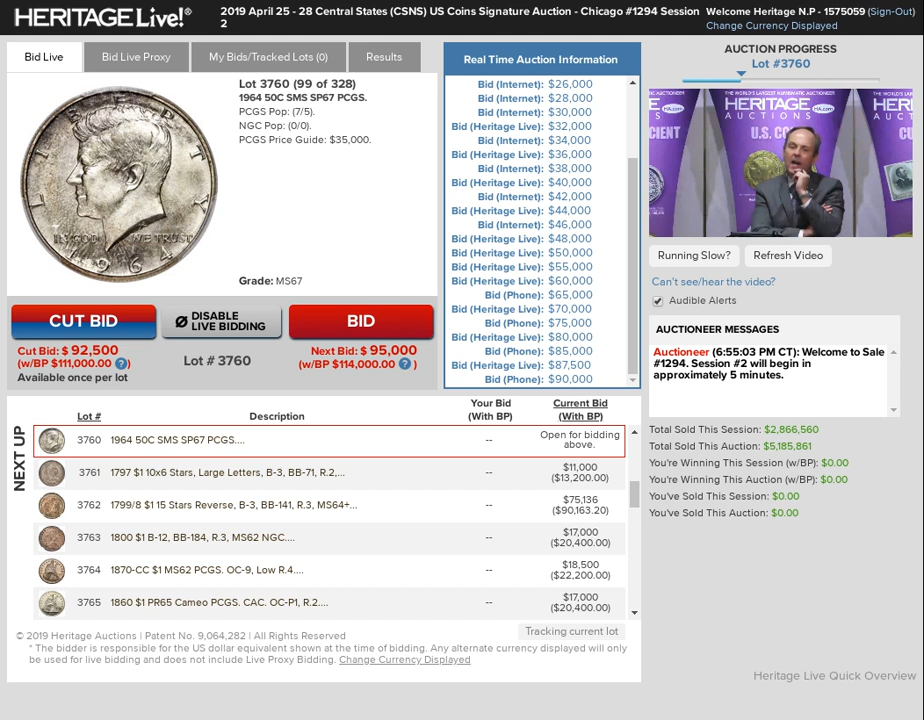 HERITAGE Live!®
2019 April 25 - 28 Central States (CSNS) US Coins Signature Auction - Chicago #1294 Session
2
Welcome Heritage N.P - 1575059 (Sign-Out)
Change Currency Displayed
Bid Live
Bid Live Proxy
My Bids/Tracked Lots (0)
Results
Lot 3760 (99 of 328)
1964 50C SMS SP67 PCGS.
PCGS Pop: (7/5).
NGC Pop: (0/0).
PCGS Price Guide: $35,000.
Grade: MS67
LIBERTY
IN GOD WE TRUST
1964
CUT BID
DISABLE
LIVE BIDDING
BID
Cut Bid: $ 92,500
(w/BP $111,000.00 ? )
Available once per lot
Lot # 3760
Next Bid: $ 95,000
(w/BP $114,000.00 ? )
Real Time Auction Information
Bid (Internet): $26,000
Bid (Internet): $28,000
Bid (Internet): $30,000
Bid (Heritage Live): $32,000
Bid (Internet): $34,000
Bid (Heritage Live): $36,000
Bid (Internet): $38,000
Bid (Heritage Live): $40,000
Bid (Internet): $42,000
Bid (Heritage Live): $44,000
Bid (Internet): $46,000
Bid (Heritage Live): $48,000
Bid (Heritage Live): $50,000
Bid (Heritage Live): $55,000
Bid (Heritage Live): $60,000
Bid (Phone): $65,000
Bid (Heritage Live): $70,000
Bid (Phone): $75,000
Bid (Heritage Live): $80,000
Bid (Phone): $85,000
Bid (Heritage Live): $87,500
Bid (Phone): $90,000
AUCTION PROGRESS
Lot #3760
THE WORLD'S LARGEST NUMISMATIC AUCTIONEER
HERITAGE
AUCTIONS
HA.com
U.S. CO
CIENT
HERI
AUCT
Running Slow?
Refresh Video
Can't see/hear the video?
Audible Alerts
AUCTIONEER MESSAGES
Auctioneer (6:55:03 PM CT): Welcome to Sale
#1294. Session #2 will begin in
approximately 5 minutes.
Total Sold This Session: $2,866,560
Total Sold This Auction: $5,185,861
You're Winning This Session (w/BP): $0.00
You're Winning This Auction (w/BP): $0.00
You've Sold This Session: $0.00
You've Sold This Auction: $0.00
NEXT UP
Lot # Description Your Bid (With BP) Current Bid (With BP)
3760 1964 50C SMS SP67 PCGS.... -- Open for bidding above.
3761 1797 $1 10x6 Stars, Large Letters, B-3, BB-71, R.2,... -- $11,000 ($13,200.00)
3762 1799/8 $1 15 Stars Reverse, B-3, BB-141, R.3, MS64+... -- $75,136 ($90,163.20)
3763 1800 $1 B-12, BB-184, R.3, MS62 NGC.... -- $17,000 ($20,400.00)
3764 1870-CC $1 MS62 PCGS. OC-9, Low R.4.... -- $18,500 ($22,200.00)
3765 1860 $1 PR65 Cameo PCGS. CAC. OC-P1, R.2.... -- $17,000 ($20,400.00)
Tracking current lot
© 2019 Heritage Auctions | Patent No. 9,064,282 | All Rights Reserved
* The bidder is responsible for the US dollar equivalent shown at the time of bidding. Any alternate currency displayed will only
be used for live bidding and does not include Live Proxy Bidding. Change Currency Displayed
Heritage Live Quick Overview